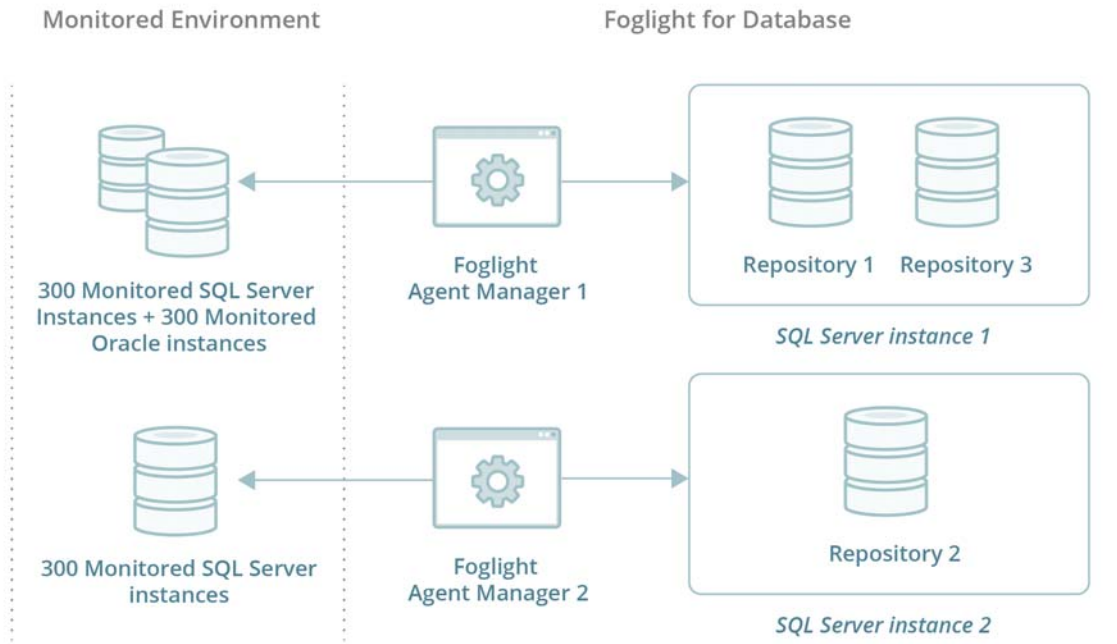 Monitored Environment
Foglight for Database
300 Monitored SQL Server
Instances + 300 Monitored
Oracle instances
Foglight
Agent Manager 1
Repository 1
Repository 3
SQL Server instance 1
300 Monitored SQL Server
instances
Foglight
Agent Manager 2
Repository 2
SQL Server instance 2